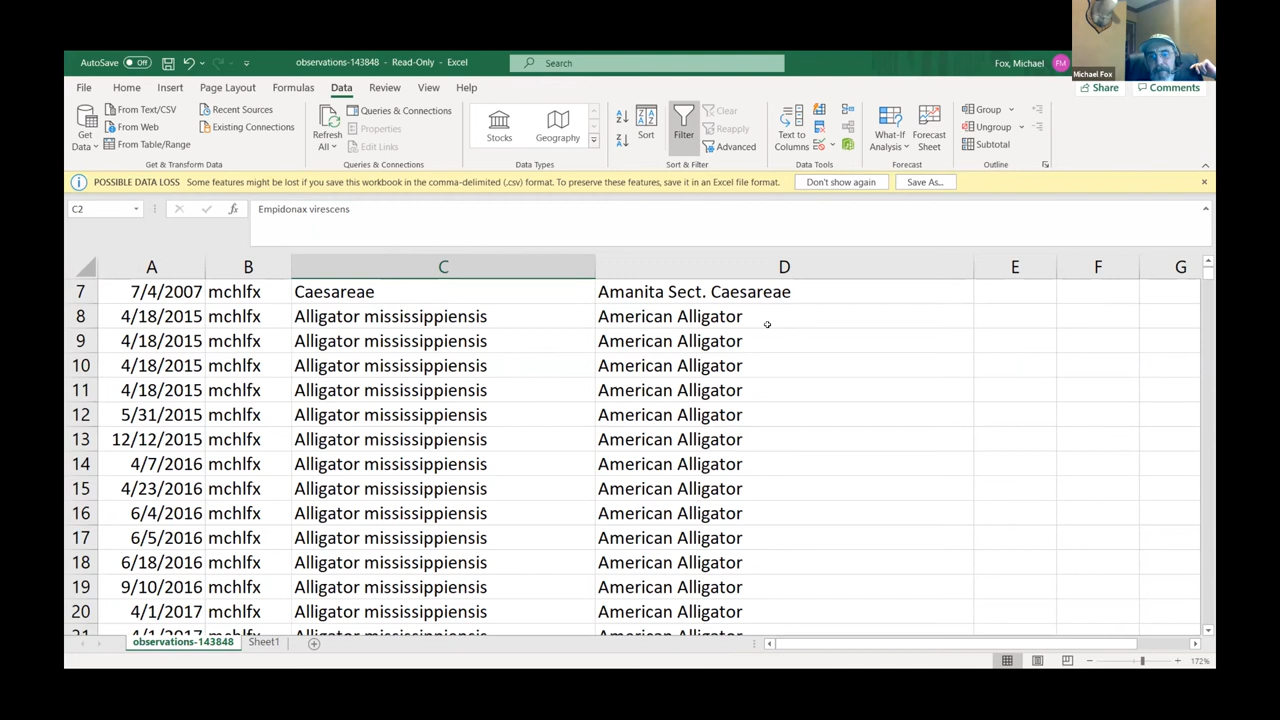 AutoSave Off observations-143848 - Read-Only - Excel Search Fox, Michael FM
Michael Fox
File Home Insert Page Layout Formulas Data Review View Help Share Comments
Get Data
From Text/CSV
From Web
From Table/Range
Recent Sources
Existing Connections
Get & Transform Data
Refresh All
Queries & Connections
Properties
Edit Links
Queries & Connections
Stocks Geography
Data Types
Sort Filter
Clear
Reapply
Advanced
Sort & Filter
Text to Columns
Data Tools
What-If Analysis
Forecast Sheet
Forecast
Group
Ungroup
Subtotal
Outline
POSSIBLE DATA LOSS Some features might be lost if you save this workbook in the comma-delimited (.csv) format. To preserve these features, save it in an Excel file format. Don't show again Save As...
C2 fx Empidonax virescens
A B C D E F G
7 7/4/2007 mchlfx Caesareae Amanita Sect. Caesareae
8 4/18/2015 mchlfx Alligator mississippiensis American Alligator
9 4/18/2015 mchlfx Alligator mississippiensis American Alligator
10 4/18/2015 mchlfx Alligator mississippiensis American Alligator
11 4/18/2015 mchlfx Alligator mississippiensis American Alligator
12 5/31/2015 mchlfx Alligator mississippiensis American Alligator
13 12/12/2015 mchlfx Alligator mississippiensis American Alligator
14 4/7/2016 mchlfx Alligator mississippiensis American Alligator
15 4/23/2016 mchlfx Alligator mississippiensis American Alligator
16 6/4/2016 mchlfx Alligator mississippiensis American Alligator
17 6/5/2016 mchlfx Alligator mississippiensis American Alligator
18 6/18/2016 mchlfx Alligator mississippiensis American Alligator
19 9/10/2016 mchlfx Alligator mississippiensis American Alligator
20 4/1/2017 mchlfx Alligator mississippiensis American Alligator
21 4/1/2017 mchlfx Alligator mississippiensis American Alligator
observations-143848 Sheet1
172%